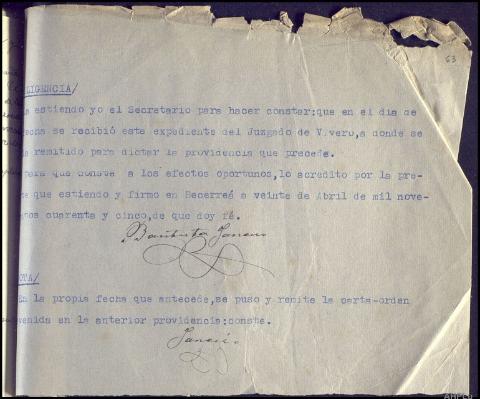 63
LIGENCIA/
a estiendo yo el Secretario para hacer constar:que en el dia de
echa se recibió este expediente del Juzgado de Vivero,a donde se
a remitido para dictar la providencia que precede.
para que conste a los efectos oportunos,lo acredito por la pre-
te que estiendo y firmo en Becerreá a veinte de Abril de mil nove-
ntos cuarenta y cinco,de que doy fé.
Bautista
OTA/
En la propia fecha que antecede,se puso y remite la carta-orden
venida en la anterior providencia:conste.